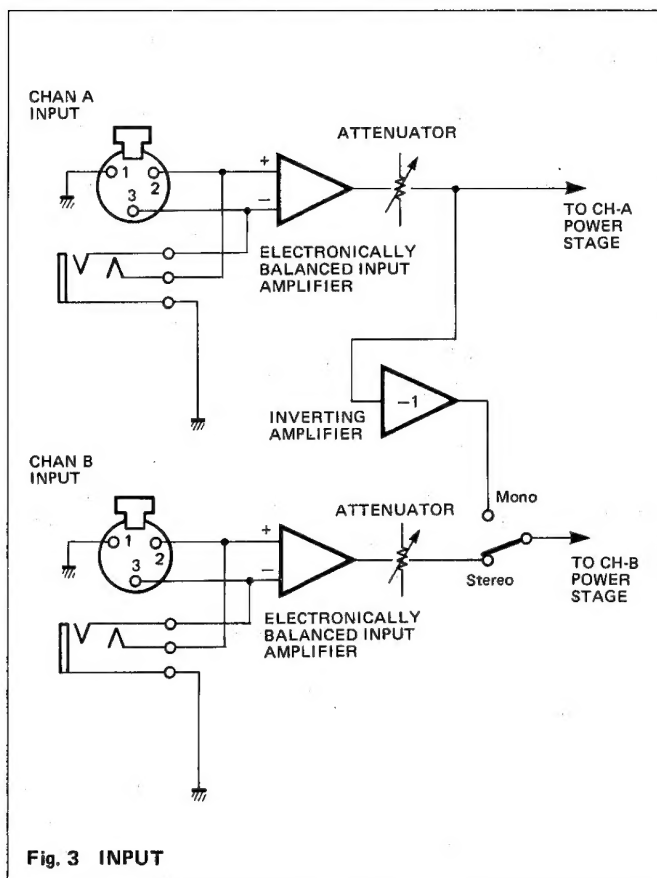 CHAN A
INPUT
1
2
3
+
−
ATTENUATOR
TO CH-A
POWER
STAGE
ELECTRONICALLY
BALANCED INPUT
AMPLIFIER
−1
INVERTING
AMPLIFIER
CHAN B
INPUT
1
2
3
+
−
ATTENUATOR
Mono
Stereo
TO CH-B
POWER
STAGE
ELECTRONICALLY
BALANCED INPUT
AMPLIFIER
Fig. 3 INPUT